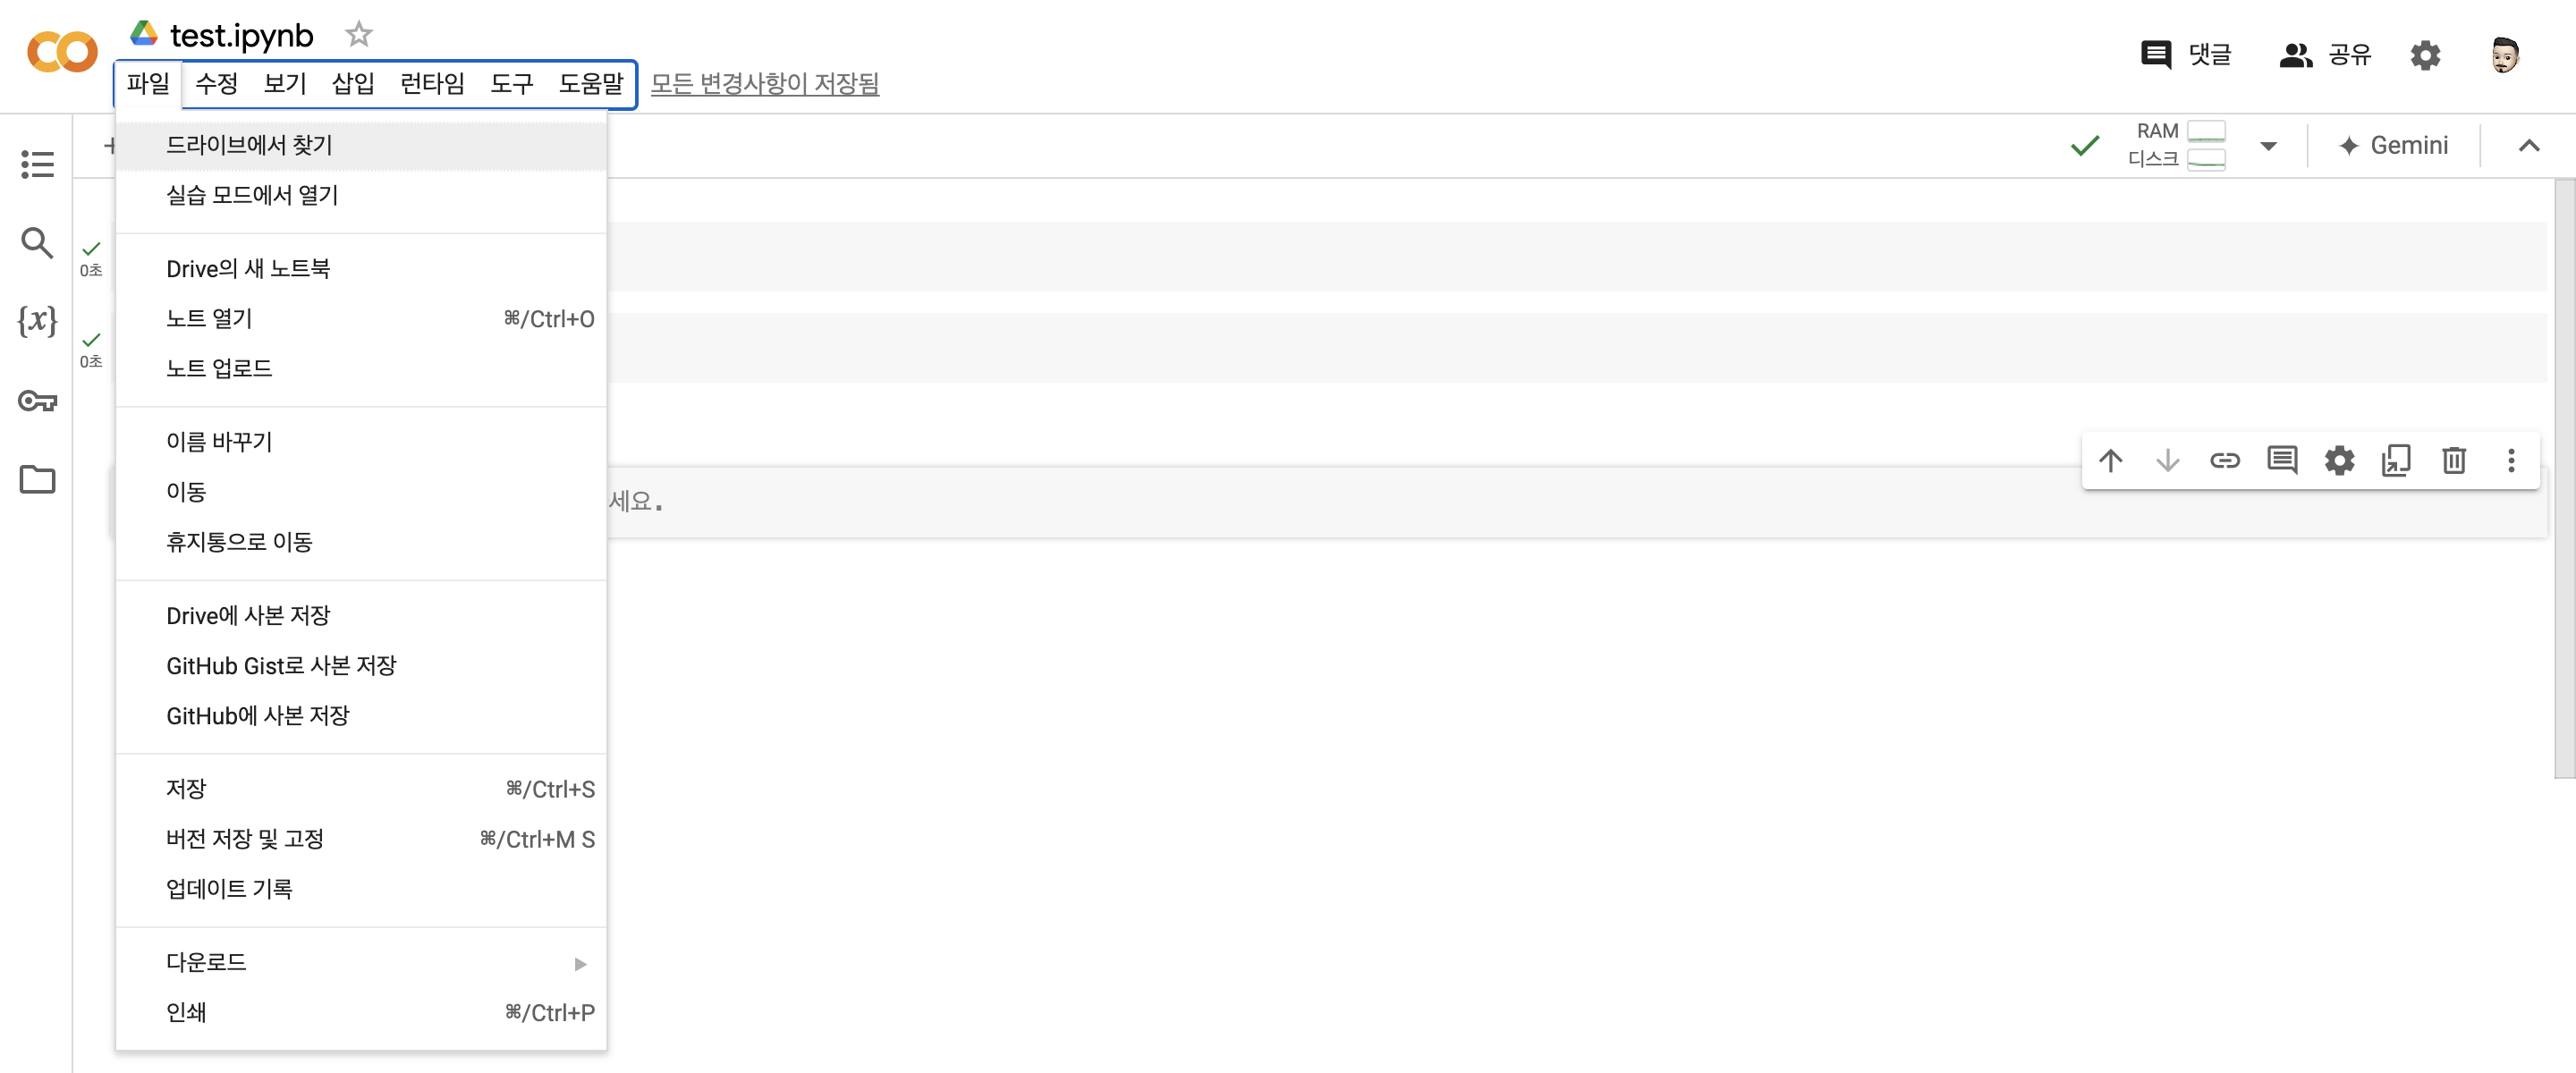 test.ipynb
파일 수정 보기 삽입 런타임 도구 도움말 모든 변경사항이 저장됨
댓글 공유
드라이브에서 찾기
실습 모드에서 열기
Drive의 새 노트북
노트 열기 ⌘/Ctrl+O
노트 업로드
이름 바꾸기
이동
휴지통으로 이동
Drive에 사본 저장
GitHub Gist로 사본 저장
GitHub에 사본 저장
저장 ⌘/Ctrl+S
버전 저장 및 고정 ⌘/Ctrl+M S
업데이트 기록
다운로드
인쇄 ⌘/Ctrl+P
RAM
디스크
Gemini
{x}
0초
0초
세요.